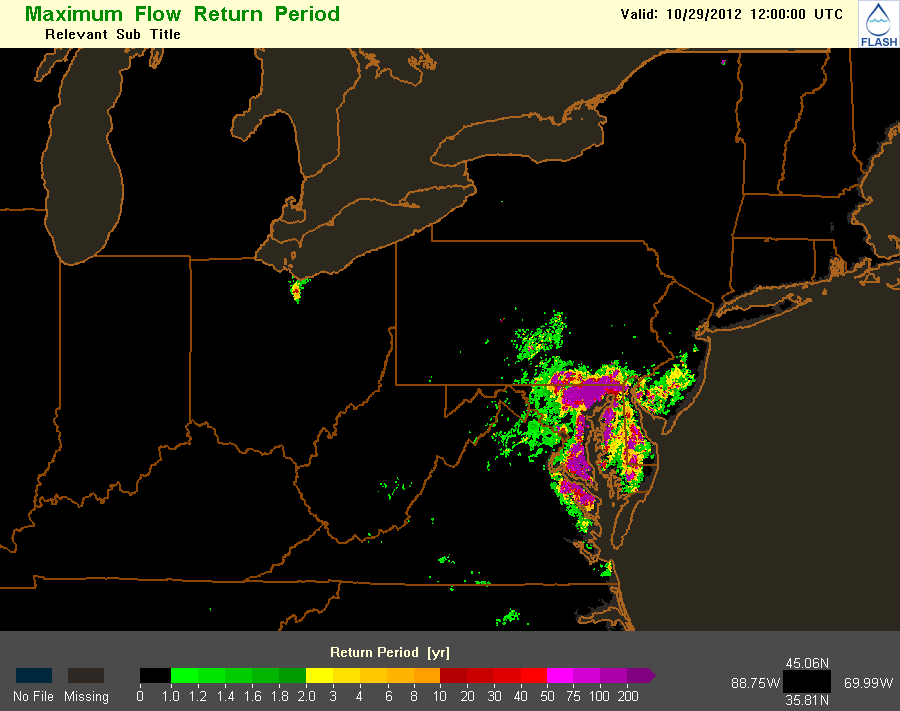 Maximum Flow Return Period
Valid: 10/29/2012 12:00:00 UTC
Relevant Sub Title
FLASH
Return Period [yr]
No File
Missing
0 1.0 1.2 1.4 1.6 1.8 2.0 3 4 6 8 10 20 30 40 50 75 100 200
45.06N
88.75W
69.99W
35.81N